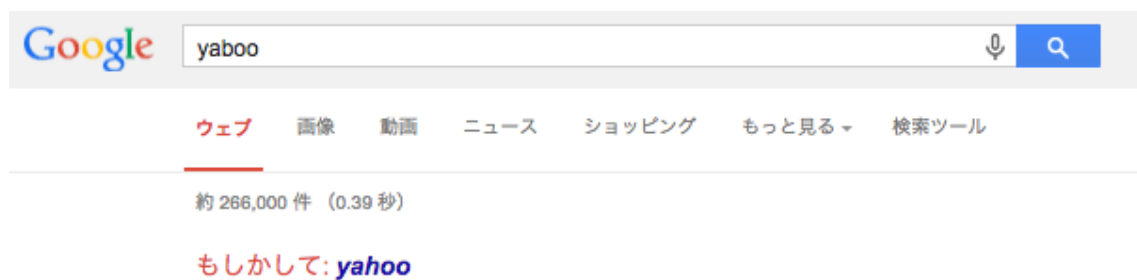 Google yaboo
ウェブ 画像 動画 ニュース ショッピング もっと見る 検索ツール
約 266,000 件 （0.39 秒）
もしかして: yahoo